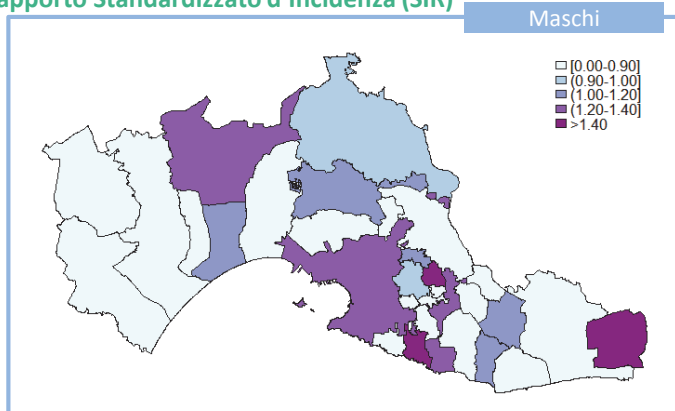 apporto Standardizzato d'Incidenza (SIR)
Maschi
[0.00-0.90]
(0.90-1.00]
(1.00-1.20]
(1.20-1.40]
>1.40